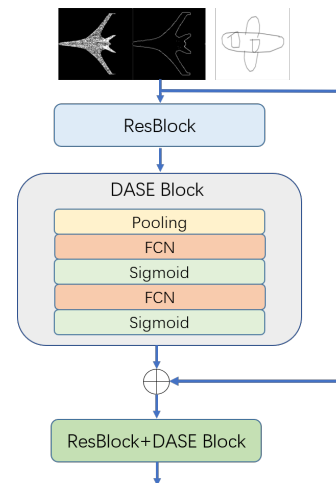 ResBlock
DASE Block
Pooling
FCN
Sigmoid
FCN
Sigmoid
ResBlock+DASE Block